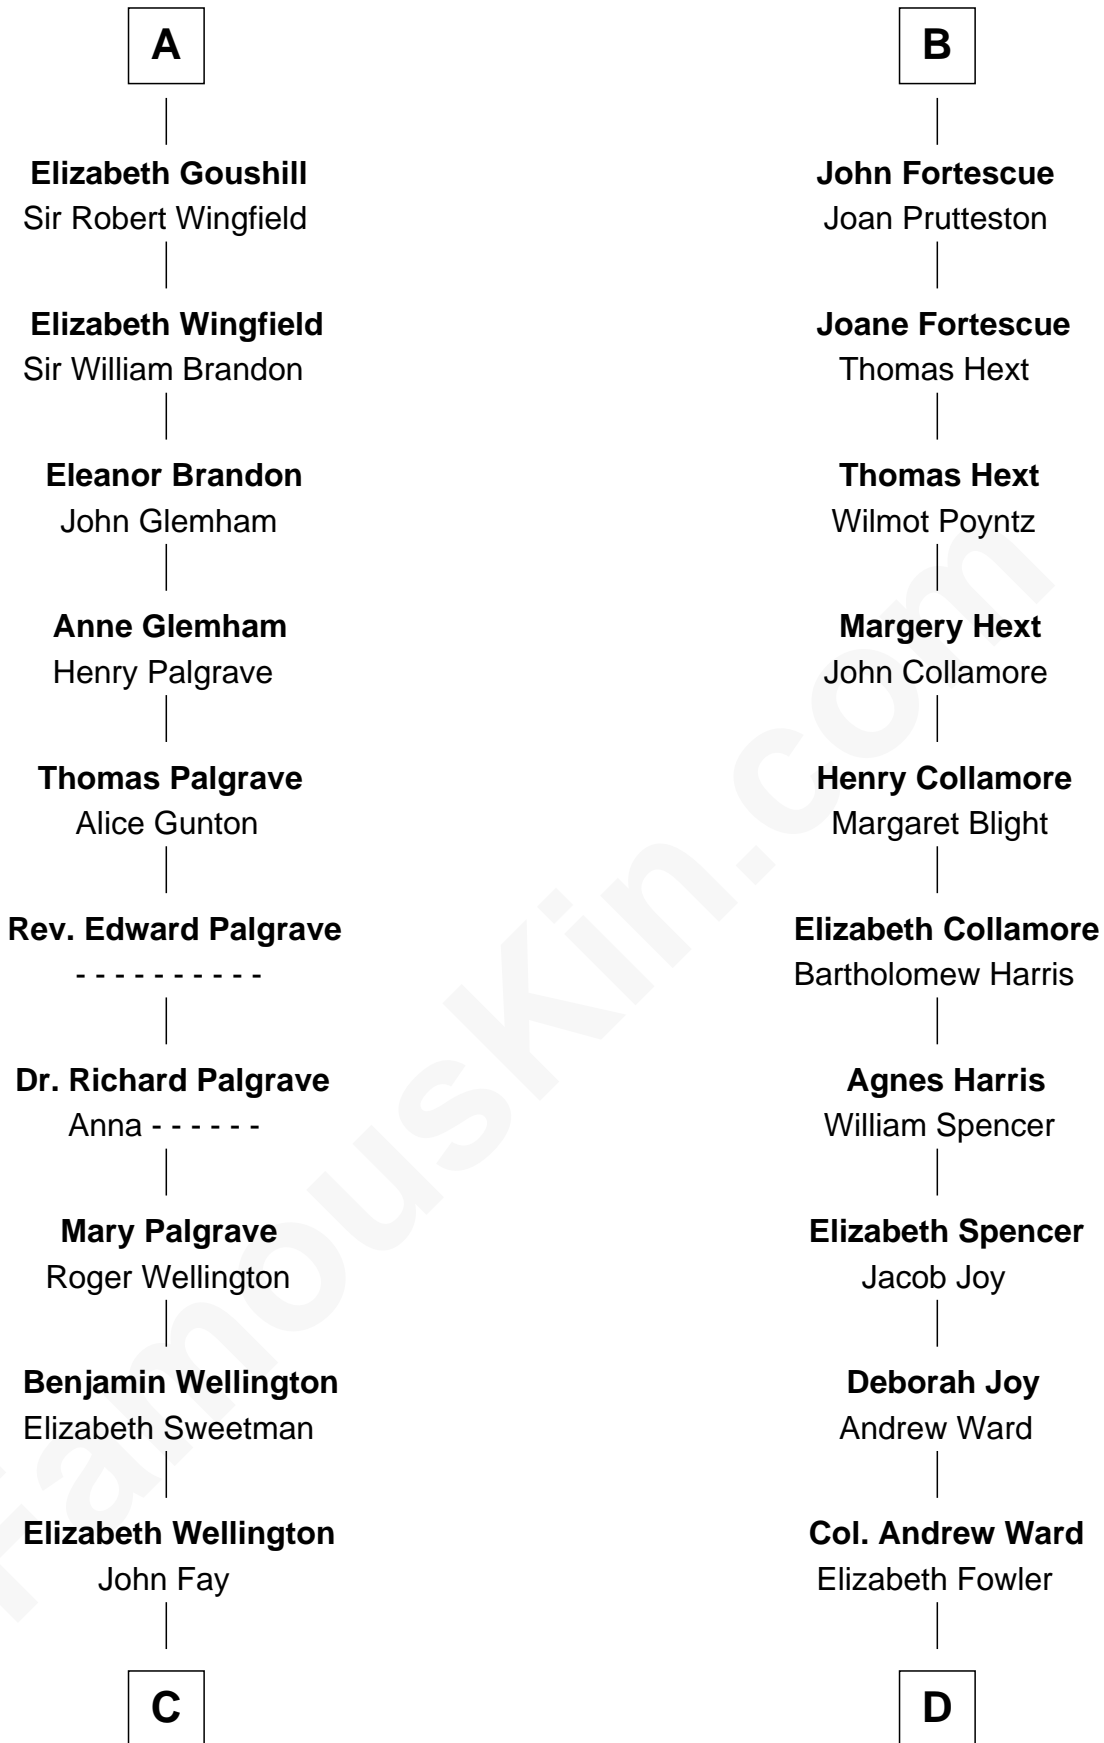 A
Elizabeth Goushill
Sir Robert Wingfield
Elizabeth Wingfield
Sir William Brandon
Eleanor Brandon
John Glemham
Anne Glemham
Henry Palgrave
Thomas Palgrave
Alice Gunton
Rev. Edward Palgrave
- - - - - - - - - -
Dr. Richard Palgrave
Anna - - - - - -
Mary Palgrave
Roger Wellington
Benjamin Wellington
Elizabeth Sweetman
Elizabeth Wellington
John Fay
C
B
John Fortescue
Joan Prutteston
Joane Fortescue
Thomas Hext
Thomas Hext
Wilmot Poyntz
Margery Hext
John Collamore
Henry Collamore
Margaret Blight
Elizabeth Collamore
Bartholomew Harris
Agnes Harris
William Spencer
Elizabeth Spencer
Jacob Joy
Deborah Joy
Andrew Ward
Col. Andrew Ward
Elizabeth Fowler
D
FamousKin.com